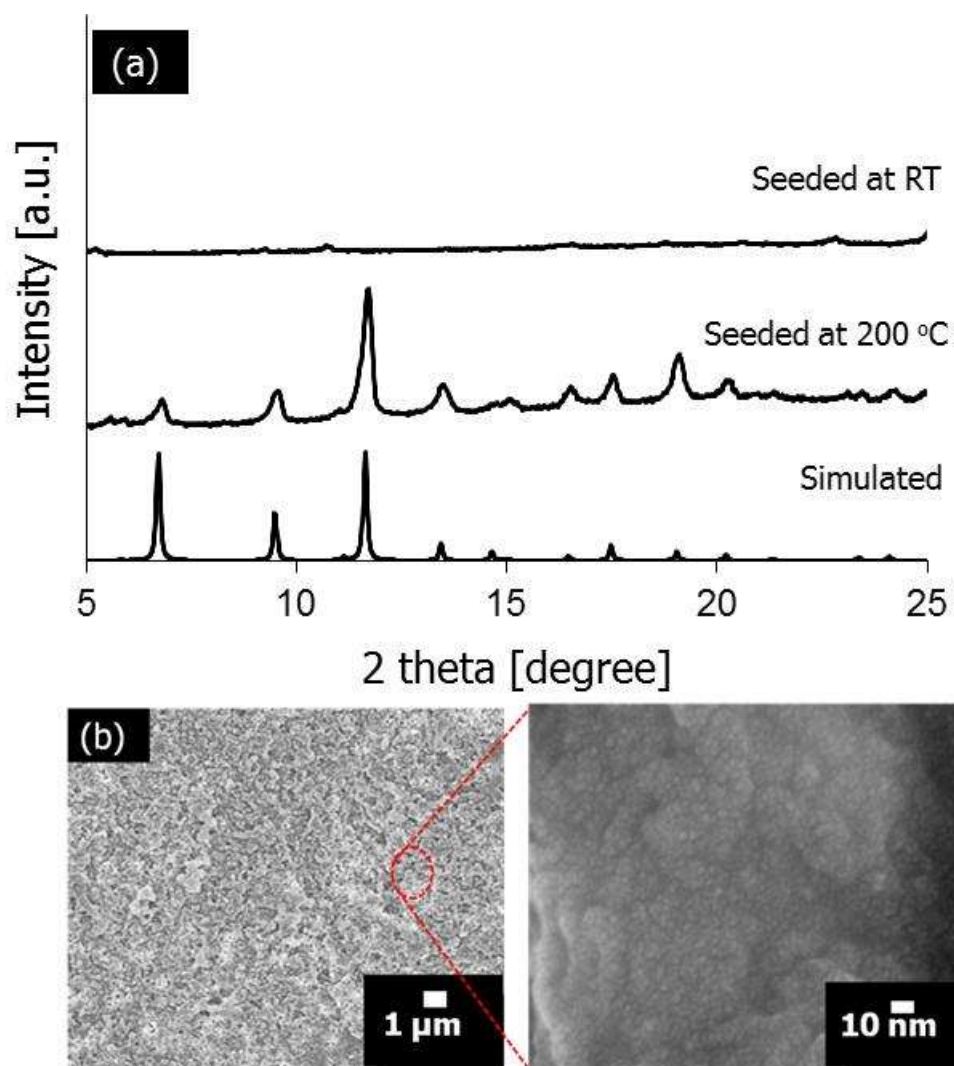 (a)
Intensity [a.u.]
Seeded at RT
Seeded at 200 °C
Simulated
5 10 15 20 25
2 theta [degree]
(b)
1 µm
10 nm